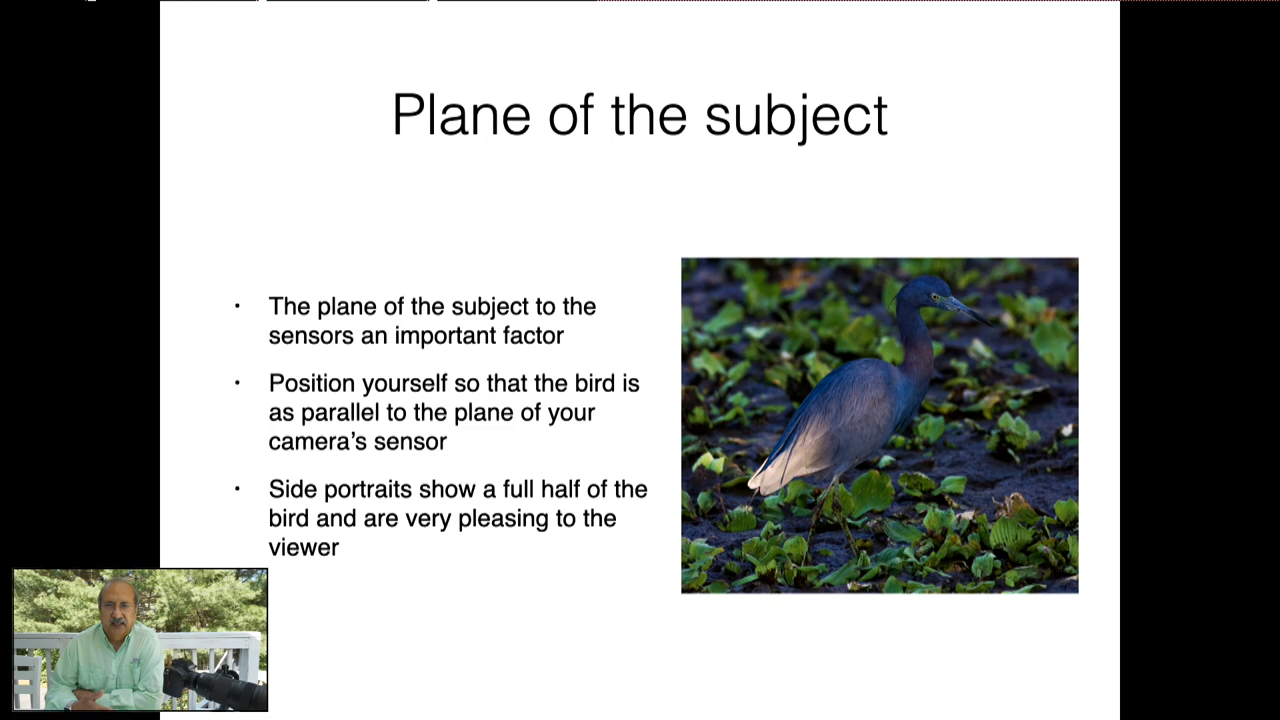 Plane of the subject
· The plane of the subject to the
sensors an important factor
· Position yourself so that the bird is
as parallel to the plane of your
camera’s sensor
· Side portraits show a full half of the
bird and are very pleasing to the
viewer